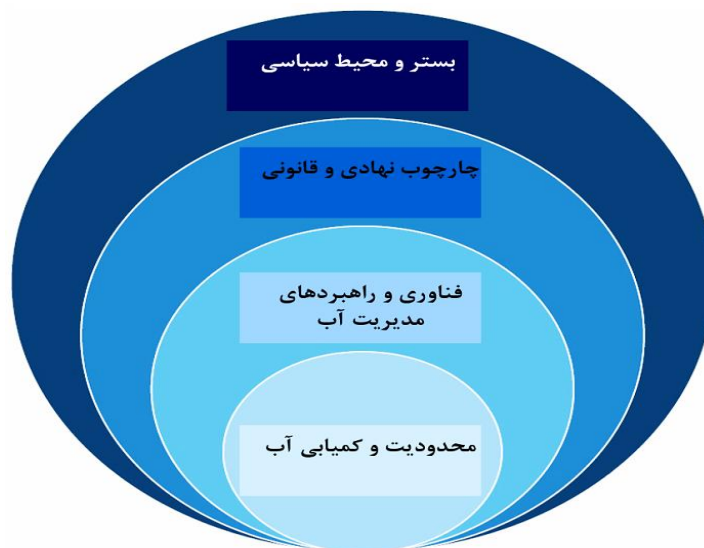 بستر و محیط سیاسی
چارچوب نهادی و قانونی
فناوری و راهبردهای
مدیریت آب
محدودیت و کمیابی آب